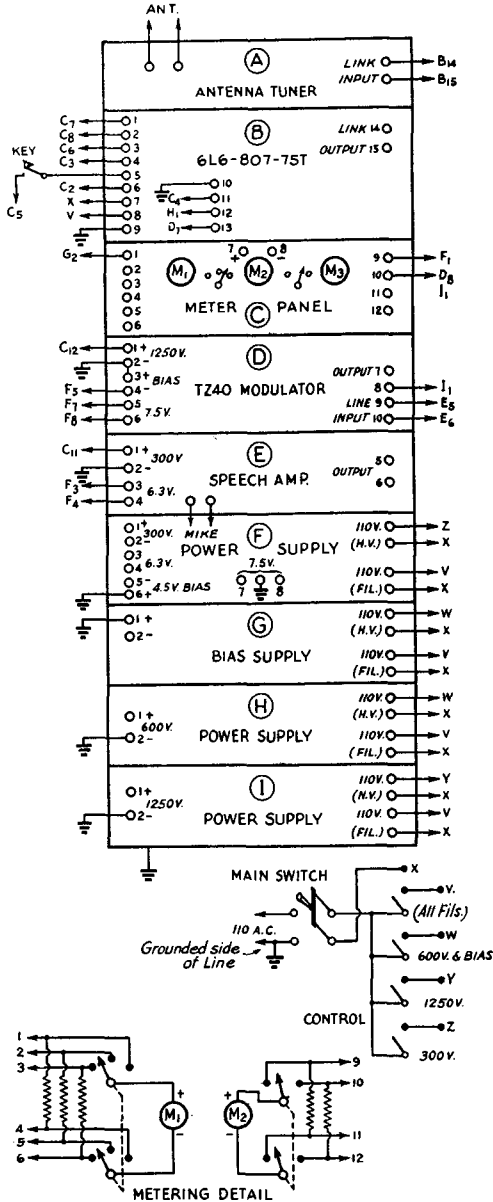 ANT.
A
LINK B14
INPUT B15
ANTENNA TUNER
C7 1
C8 2
C6 3
C3 4
KEY
5
C5
C2 6
X 7
V 8
9
B
6L6-807-75T
LINK 14
OUTPUT 15
10
C4 11
H1 12
D7 13
G2 1
2
3
4
5
6
7 + 8 -
M1 M2 M3
METER PANEL
C
9 F1
10 D8
11 I1
12
C12 1+ 1250V.
2-
3+ BIAS
F5 4-
F7 5
7.5V.
F8 6
D
TZ40 MODULATOR
OUTPUT 7
8 I1
LINE 9 E5
INPUT 10 E6
C11 1+
300V
2-
F3 3
6.3V.
F4 4
E
SPEECH AMP.
OUTPUT 5
6
MIKE
1+
300V.
2-
3
6.3V.
4
5-
4.5V. BIAS
6+
F
POWER SUPPLY
7.5V.
7 8
110V. Z
(H.V.) X
110V. V
(FIL.) X
1+
2-
G
BIAS SUPPLY
110V. W
(H.V.) X
110V. V
(FIL.) X
1+
600V.
2-
H
POWER SUPPLY
110V. W
(H.V.) X
110V. V
(FIL.) X
1+
1250V.
2-
I
POWER SUPPLY
110V. Y
(H.V.) X
110V. V
(FIL.) X
MAIN SWITCH
X
V.
(All Fils.)
110 A.C.
Grounded side
of Line
W
600V. & BIAS
Y
1250V.
CONTROL
Z
300V.
1
2
3
4
5
6
+
M1
-
+
M2
-
9
10
11
12
METERING DETAIL